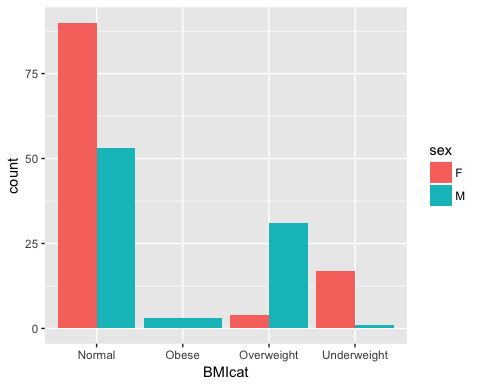 count
75
50
25
0
Normal Obese Overweight Underweight
BMIcat
sex
F
M